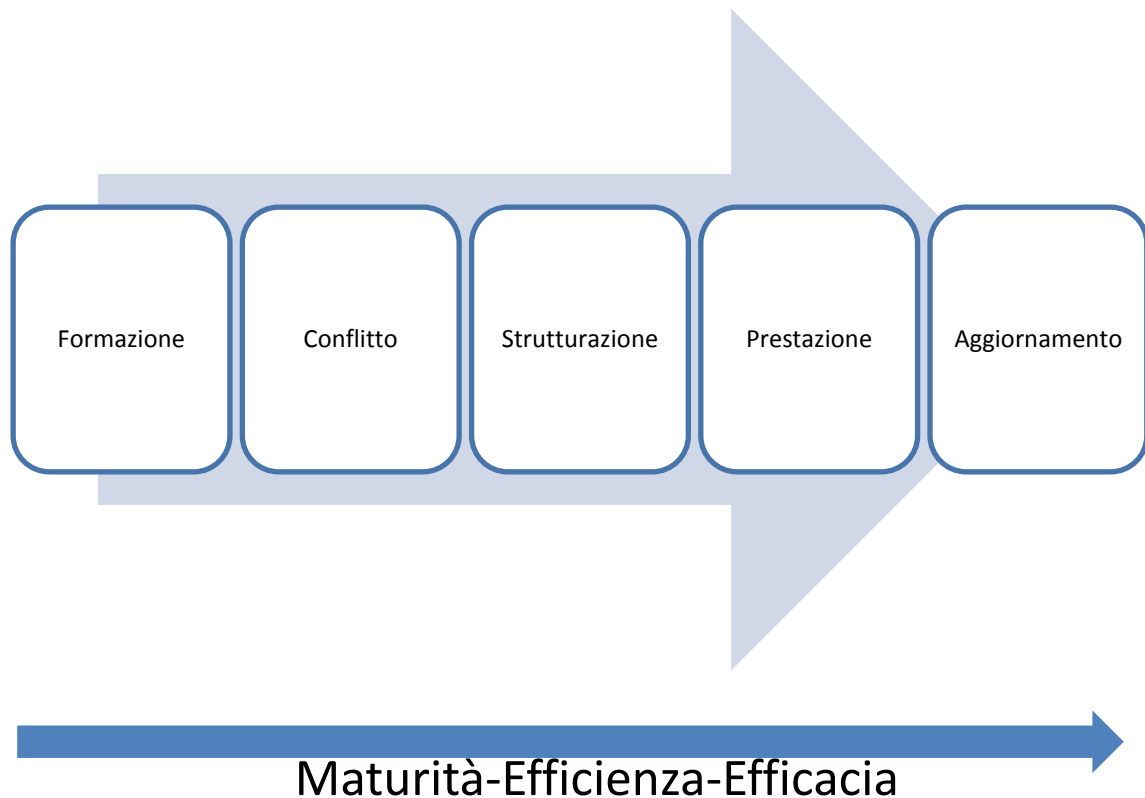 Formazione
Conflitto
Strutturazione
Prestazione
Aggiornamento
Maturità-Efficienza-Efficacia